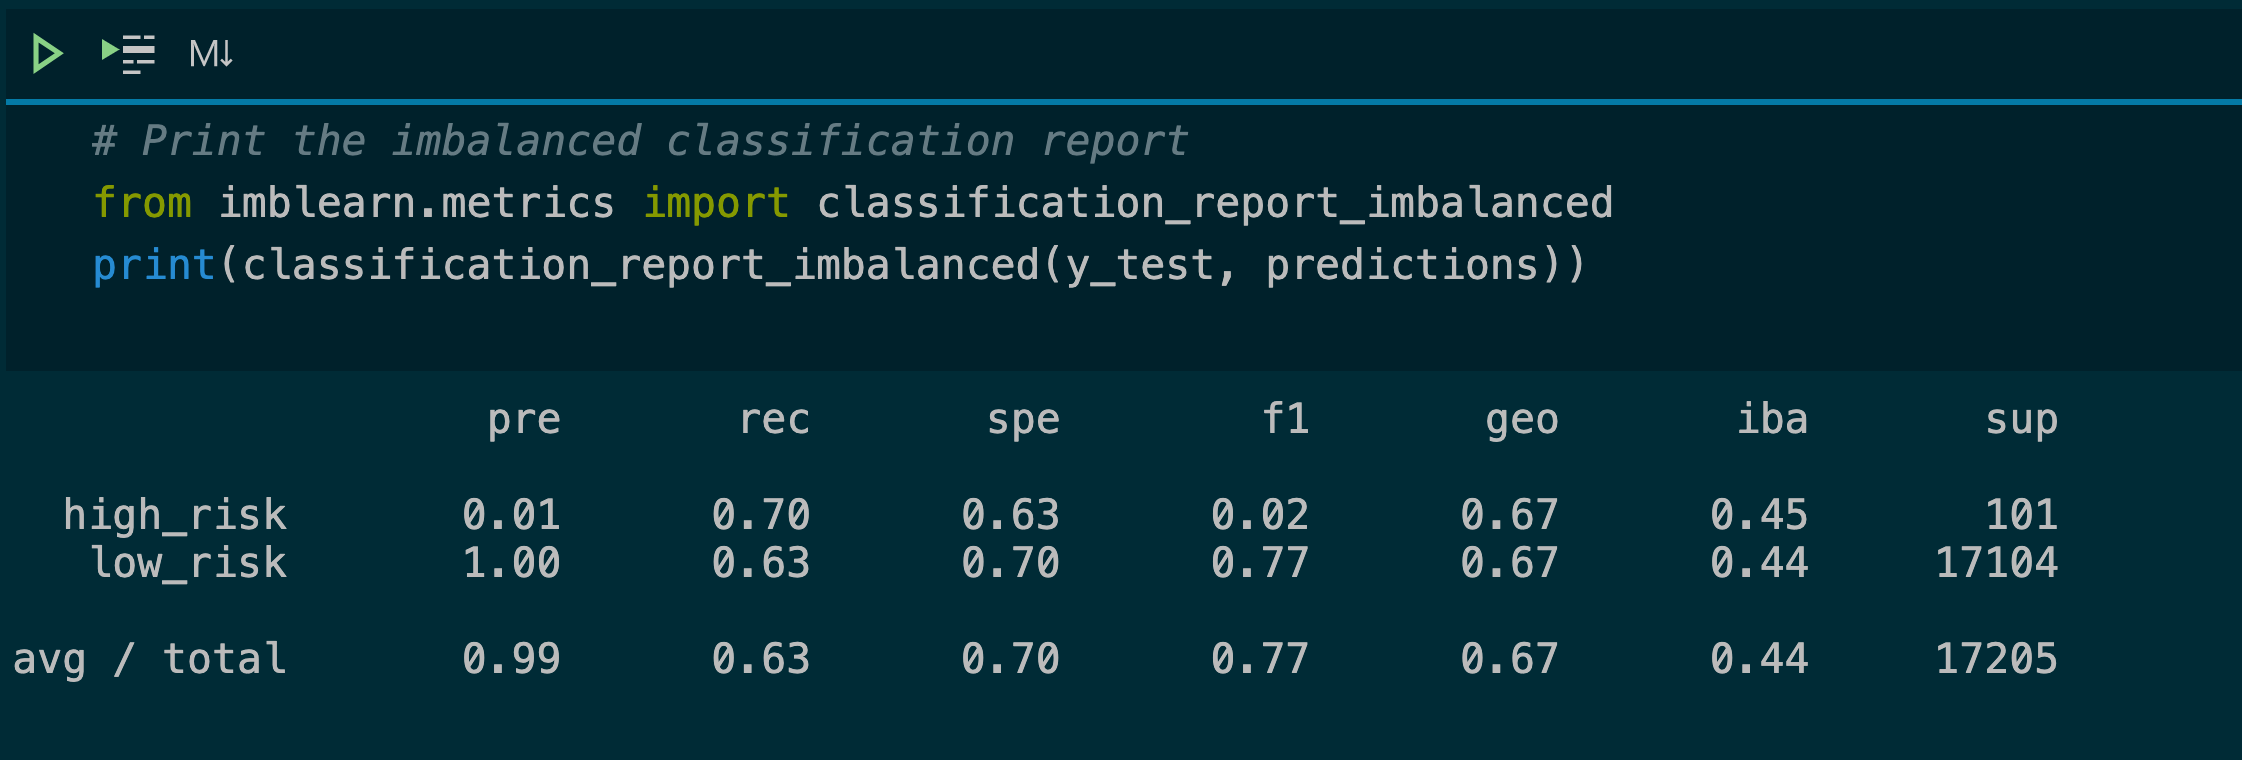 M↓
# Print the imbalanced classification report
from imblearn.metrics import classification_report_imbalanced
print(classification_report_imbalanced(y_test, predictions))
pre rec spe f1 geo iba sup
high_risk 0.01 0.70 0.63 0.02 0.67 0.45 101
low_risk 1.00 0.63 0.70 0.77 0.67 0.44 17104
avg / total 0.99 0.63 0.70 0.77 0.67 0.44 17205